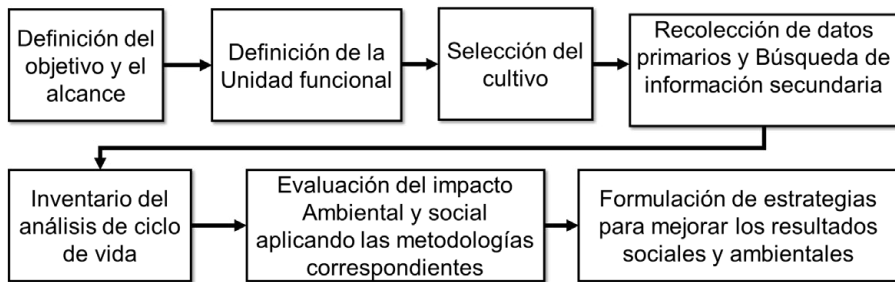 Definición del
objetivo y el
alcance
Definición de la
Unidad funcional
Selección del
cultivo
Recolección de datos
primarios y Búsqueda de
información secundaria
Inventario del
análisis de ciclo
de vida
Evaluación del impacto
Ambiental y social
aplicando las metodologías
correspondientes
Formulación de estrategias
para mejorar los resultados
sociales y ambientales